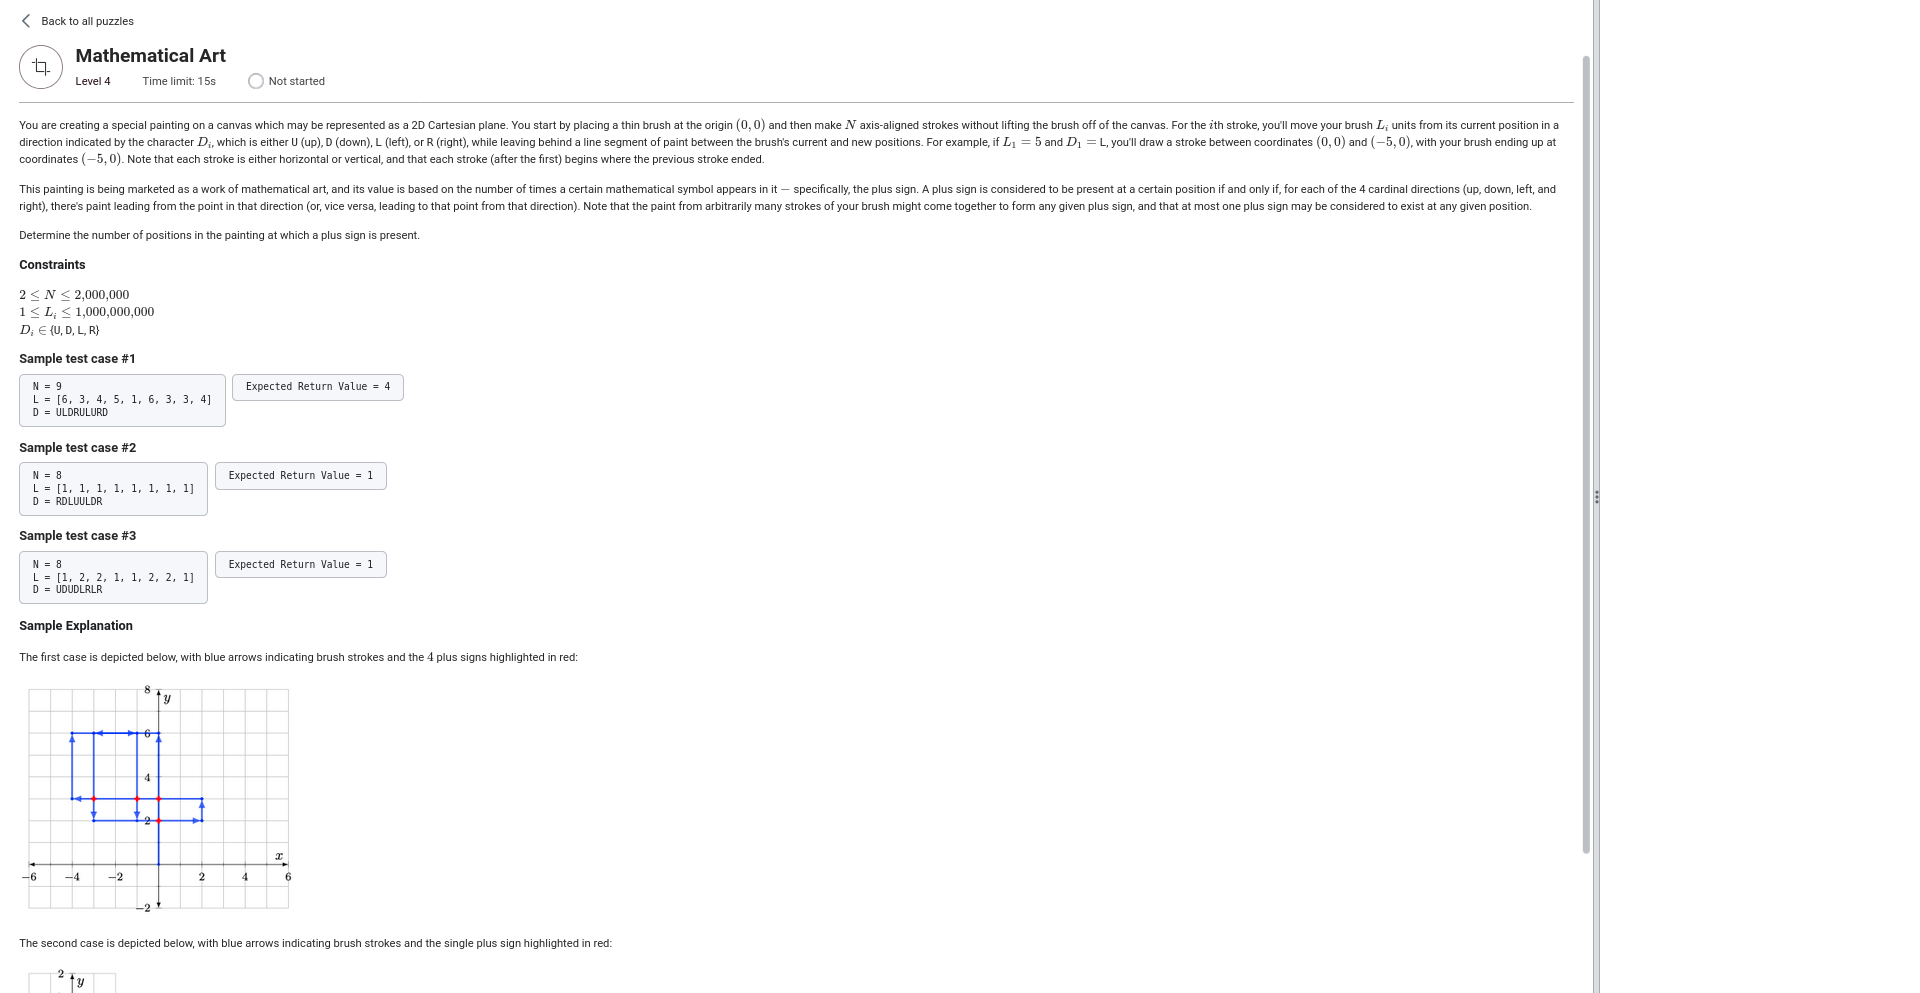 Back to all puzzles
Mathematical Art
Level 4 Time limit: 15s Not started
You are creating a special painting on a canvas which may be represented as a 2D Cartesian plane. You start by placing a thin brush at the origin (0, 0) and then make N axis-aligned strokes without lifting the brush off of the canvas. For the ith stroke, you'll move your brush L_i units from its current position in a
direction indicated by the character D_i, which is either U (up), D (down), L (left), or R (right), while leaving behind a line segment of paint between the brush's current and new positions. For example, if L_1 = 5 and D_1 = L, you'll draw a stroke between coordinates (0, 0) and (−5, 0), with your brush ending up at
coordinates (−5, 0). Note that each stroke is either horizontal or vertical, and that each stroke (after the first) begins where the previous stroke ended.
This painting is being marketed as a work of mathematical art, and its value is based on the number of times a certain mathematical symbol appears in it − specifically, the plus sign. A plus sign is considered to be present at a certain position if and only if, for each of the 4 cardinal directions (up, down, left, and
right), there's paint leading from the point in that direction (or, vice versa, leading to that point from that direction). Note that the paint from arbitrarily many strokes of your brush might come together to form any given plus sign, and that at most one plus sign may be considered to exist at any given position.
Determine the number of positions in the painting at which a plus sign is present.
Constraints
2 ≤ N ≤ 2,000,000
1 ≤ L_i ≤ 1,000,000,000
D_i ∈ {U, D, L, R}
Sample test case #1
N = 9
L = [6, 3, 4, 5, 1, 6, 3, 3, 4]
D = ULDRULURD
Expected Return Value = 4
Sample test case #2
N = 8
L = [1, 1, 1, 1, 1, 1, 1, 1]
D = RDLUULDR
Expected Return Value = 1
Sample test case #3
N = 8
L = [1, 2, 2, 1, 1, 2, 2, 1]
D = UDUDLRLR
Expected Return Value = 1
Sample Explanation
The first case is depicted below, with blue arrows indicating brush strokes and the 4 plus signs highlighted in red:
8
y
6
4
2
x
−6 −4 −2 2 4 6
−2
The second case is depicted below, with blue arrows indicating brush strokes and the single plus sign highlighted in red:
2
y